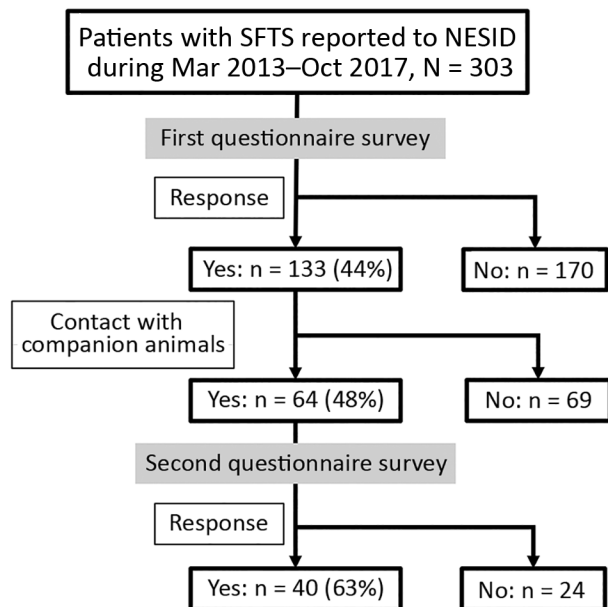 Patients with SFTS reported to NESID
during Mar 2013–Oct 2017, N = 303
First questionnaire survey
Response
Yes: n = 133 (44%)
No: n = 170
Contact with
companion animals
Yes: n = 64 (48%)
No: n = 69
Second questionnaire survey
Response
Yes: n = 40 (63%)
No: n = 24